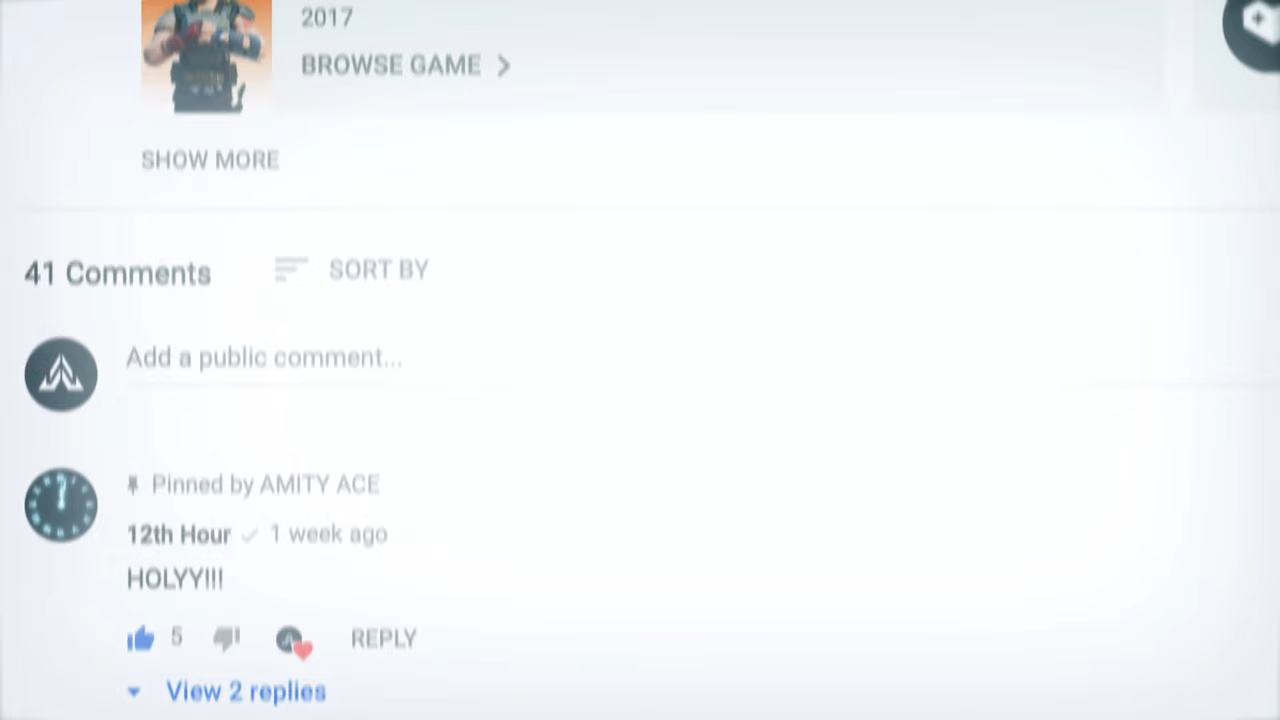 2017
BROWSE GAME
SHOW MORE
41 Comments
SORT BY
Add a public comment...
Pinned by AMITY ACE
12th Hour 1 week ago
HOLYY!!!
5
REPLY
View 2 replies